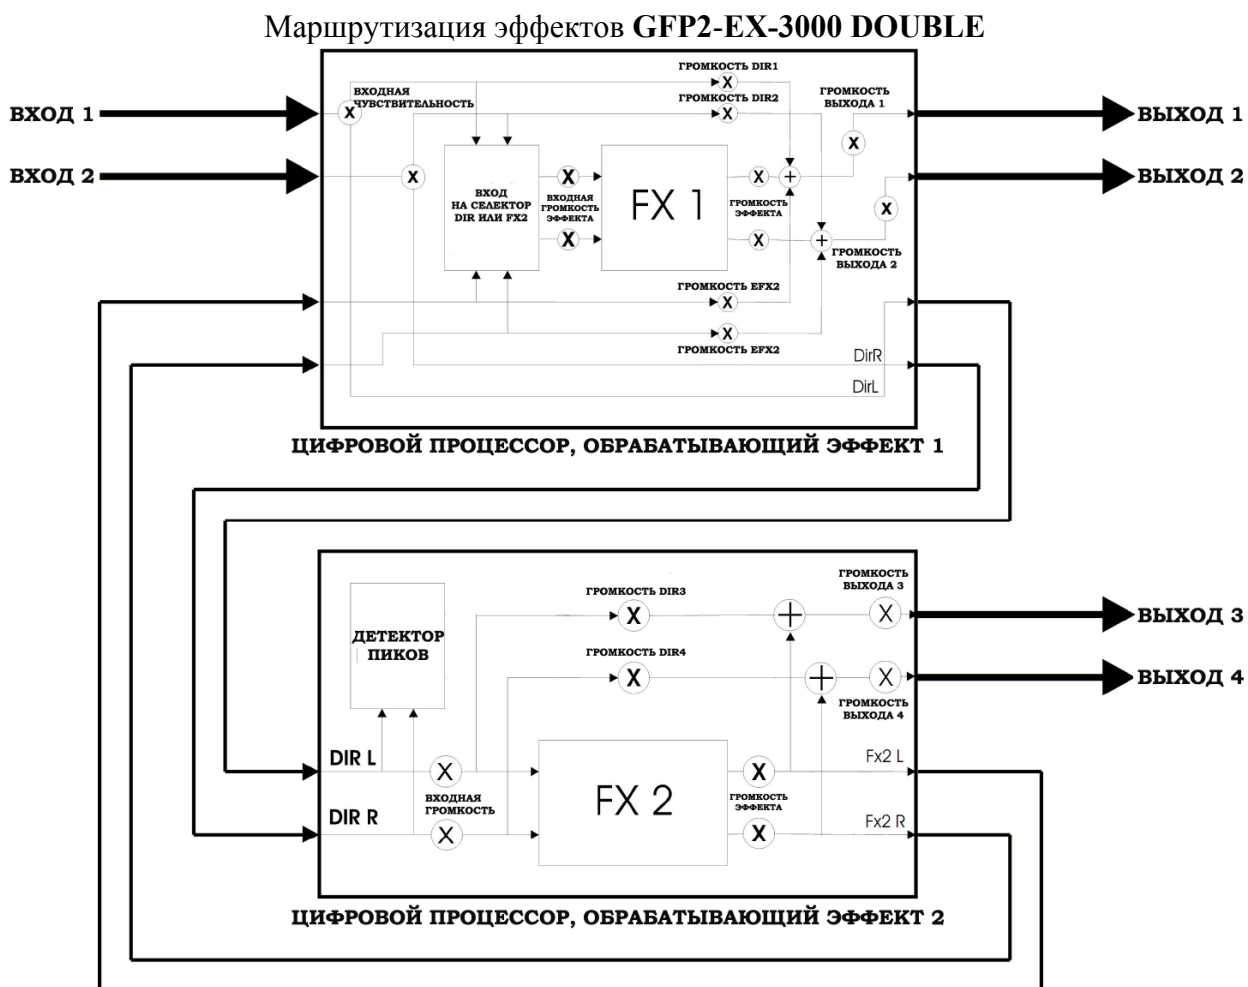 Маршрутизация эффектов GFP2-EX-3000 DOUBLE
ГРОМКОСТЬ DIR1
ВХОДНАЯ
ЧУВСТВИТЕЛЬНОСТЬ
X
ГРОМКОСТЬ
ВЫХОДА 1
ГРОМКОСТЬ DIR2
ВХОД 1
X
X
ВЫХОД 1
X
ВХОД 2
X
ВХОД
НА СЕЛЕКТОР
DIR ИЛИ FX2
X
ВХОДНАЯ
ГРОМКОСТЬ
ЭФФЕКТА
X
FX 1
X
+
ГРОМКОСТЬ
ЭФФЕКТА
X
+
X
ВЫХОД 2
ГРОМКОСТЬ
ВЫХОДА 2
ГРОМКОСТЬ EFX2
X
X
ГРОМКОСТЬ EFX2
DirR
DirL
ЦИФРОВОЙ ПРОЦЕССОР, ОБРАБАТЫВАЮЩИЙ ЭФФЕКТ 1
ГРОМКОСТЬ
ВЫХОДА 3
ГРОМКОСТЬ DIR3
X
+
X
ВЫХОД 3
ДЕТЕКТОР
ПИКОВ
ГРОМКОСТЬ DIR4
X
+
X
ВЫХОД 4
ГРОМКОСТЬ
ВЫХОДА 4
DIR L
X
ВХОДНАЯ
ГРОМКОСТЬ
DIR R
X
FX 2
X
ГРОМКОСТЬ
ЭФФЕКТА
X
Fx2 L
Fx2 R
ЦИФРОВОЙ ПРОЦЕССОР, ОБРАБАТЫВАЮЩИЙ ЭФФЕКТ 2